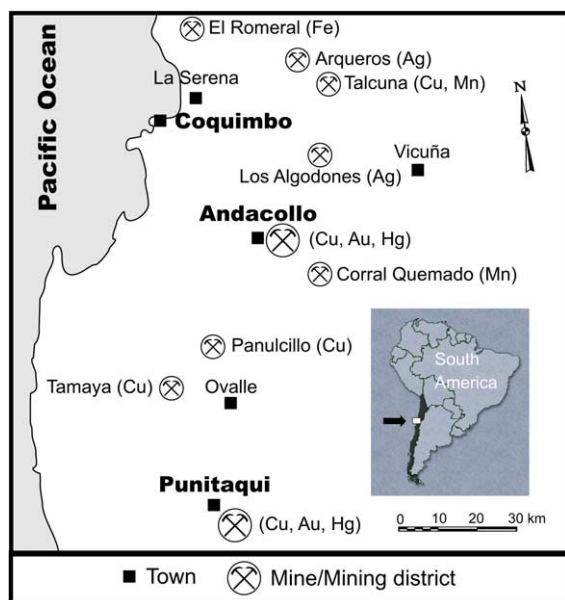 El Romeral (Fe)
Arqueros (Ag)
La Serena
Talcuna (Cu, Mn)
Coquimbo
Pacific Ocean
N
Vicuña
Los Algodones (Ag)
Andacollo
(Cu, Au, Hg)
Corral Quemado (Mn)
Panulcillo (Cu)
South
America
Tamaya (Cu)
Ovalle
Punitaqui
(Cu, Au, Hg)
0 10 20 30 km
Town
Mine/Mining district